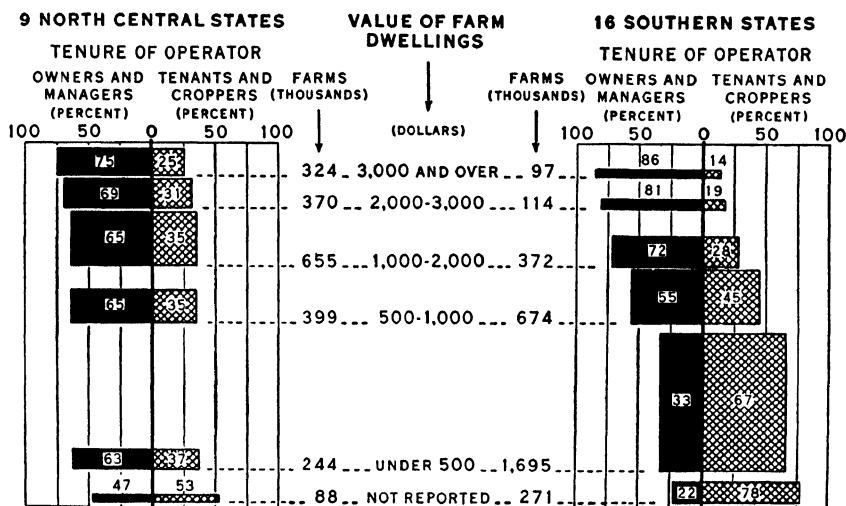 9 NORTH CENTRAL STATES
TENURE OF OPERATOR
OWNERS AND MANAGERS (PERCENT)
TENANTS AND CROPPERS (PERCENT)
FARMS (THOUSANDS)
VALUE OF FARM DWELLINGS
(DOLLARS)
FARMS (THOUSANDS)
16 SOUTHERN STATES
TENURE OF OPERATOR
OWNERS AND MANAGERS (PERCENT)
TENANTS AND CROPPERS (PERCENT)
100 50 0 50 100 100 50 0 50 100
75 25 324 3,000 AND OVER 97 86 14
69 31 370 2,000-3,000 114 81 19
65 35 655 1,000-2,000 372 72 28
65 35 399 500-1,000 674 55 45
33 67
63 37 244 UNDER 500 1,695
47 53 88 NOT REPORTED 271 22 78